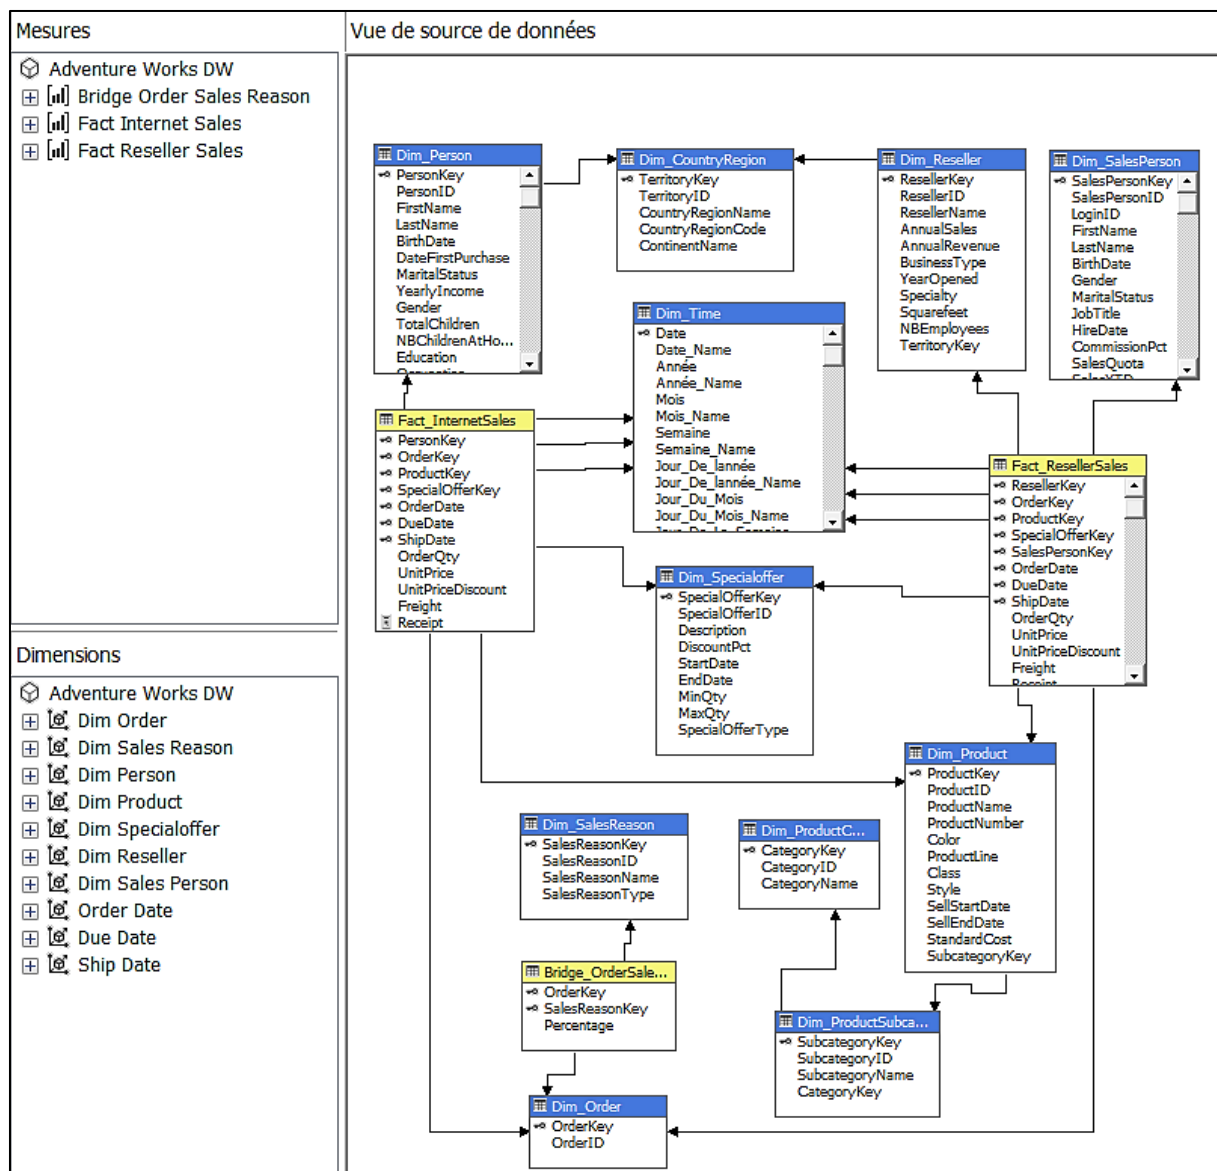 Mesures
Adventure Works DW
Bridge Order Sales Reason
Fact Internet Sales
Fact Reseller Sales
Dimensions
Adventure Works DW
Dim Order
Dim Sales Reason
Dim Person
Dim Product
Dim Specialoffer
Dim Reseller
Dim Sales Person
Order Date
Due Date
Ship Date
Vue de source de données
Dim_Person
PersonKey
PersonID
FirstName
LastName
BirthDate
DateFirstPurchase
MaritalStatus
YearlyIncome
Gender
TotalChildren
NBChildrenAtHo...
Education
Dim_CountryRegion
TerritoryKey
TerritoryID
CountryRegionName
CountryRegionCode
ContinentName
Dim_Reseller
ResellerKey
ResellerID
ResellerName
AnnualSales
AnnualRevenue
BusinessType
YearOpened
Specialty
Squarefeet
NBEmployees
TerritoryKey
Dim_SalesPerson
SalesPersonKey
SalesPersonID
LoginID
FirstName
LastName
BirthDate
Gender
MaritalStatus
JobTitle
HireDate
CommissionPct
SalesQuota
SalesYTD
Dim_Time
Date
Date_Name
Année
Année_Name
Mois
Mois_Name
Semaine
Semaine_Name
Jour_De_lannée
Jour_De_lannée_Name
Jour_Du_Mois
Jour_Du_Mois_Name
Jour_De_La_Semaine
Fact_InternetSales
PersonKey
OrderKey
ProductKey
SpecialOfferKey
OrderDate
DueDate
ShipDate
OrderQty
UnitPrice
UnitPriceDiscount
Freight
Receipt
Fact_ResellerSales
ResellerKey
OrderKey
ProductKey
SpecialOfferKey
SalesPersonKey
OrderDate
DueDate
ShipDate
OrderQty
UnitPrice
UnitPriceDiscount
Freight
Receipt
Dim_Specialoffer
SpecialOfferKey
SpecialOfferID
Description
DiscountPct
StartDate
EndDate
MinQty
MaxQty
SpecialOfferType
Dim_Product
ProductKey
ProductID
ProductName
ProductNumber
Color
ProductLine
Class
Style
SellStartDate
SellEndDate
StandardCost
SubcategoryKey
Dim_SalesReason
SalesReasonKey
SalesReasonID
SalesReasonName
SalesReasonType
Dim_ProductC...
CategoryKey
CategoryID
CategoryName
Bridge_OrderSale...
OrderKey
SalesReasonKey
Percentage
Dim_ProductSubca...
SubcategoryKey
SubcategoryID
SubcategoryName
CategoryKey
Dim_Order
OrderKey
OrderID